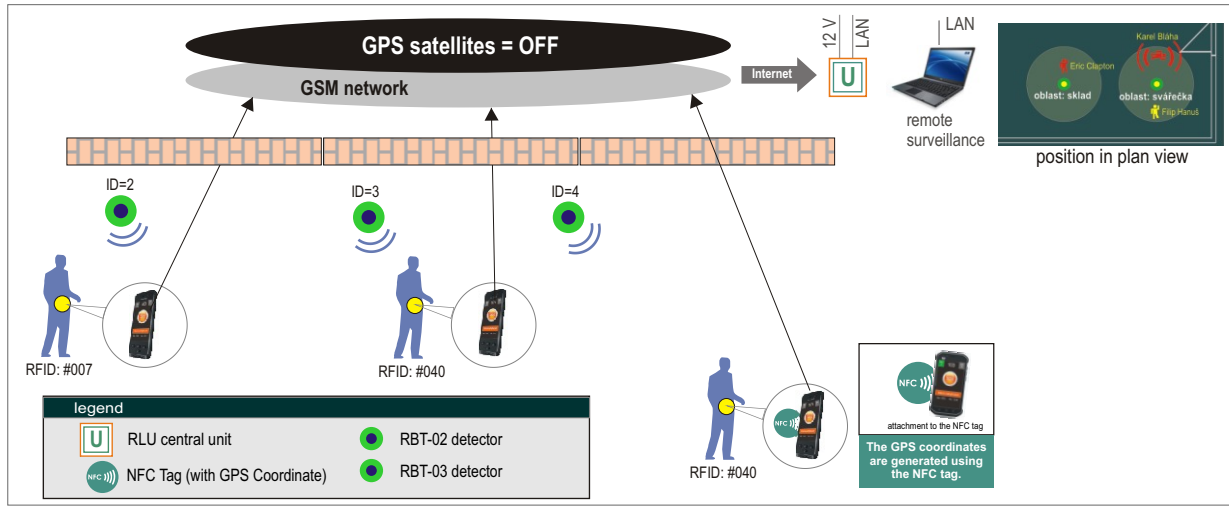 GPS satellites = OFF
GSM network
Internet
12 V
LAN
U
LAN
remote
surveillance
Karel Bláha
Eric Clapton
oblast: sklad
oblast: svářečka
Filip Hanuš
position in plan view
ID=2
ID=3
ID=4
RFID: #007
RFID: #040
NFC
RFID: #040
NFC
attachment to the NFC tag
The GPS coordinates
are generated using
the NFC tag.
legend
U
RLU central unit
RBT-02 detector
NFC
NFC Tag (with GPS Coordinate)
RBT-03 detector